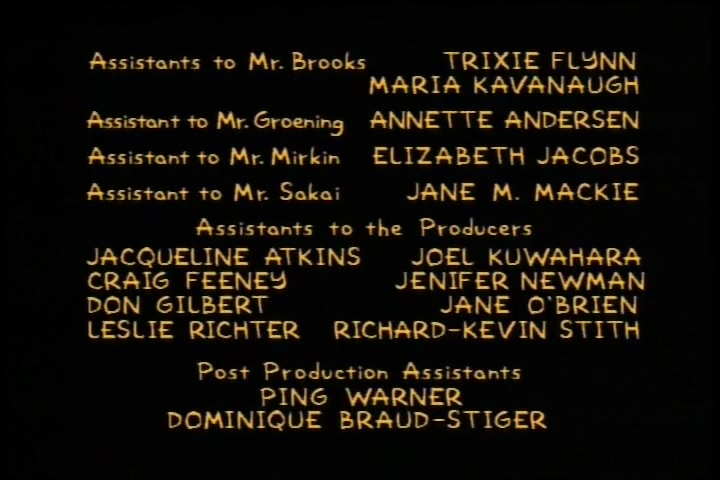 Assistants to Mr. Brooks TRIXIE FLYNN
MARIA KAVANAUGH
Assistant to Mr. Groening ANNETTE ANDERSEN
Assistant to Mr. Mirkin ELIZABETH JACOBS
Assistant to Mr. Sakai JANE M. MACKIE
Assistants to the Producers
JACQUELINE ATKINS JOEL KUWAHARA
CRAIG FEENEY JENIFER NEWMAN
DON GILBERT JANE O'BRIEN
LESLIE RICHTER RICHARD-KEVIN STITH
Post Production Assistants
PING WARNER
DOMINIQUE BRAUD-STIGER